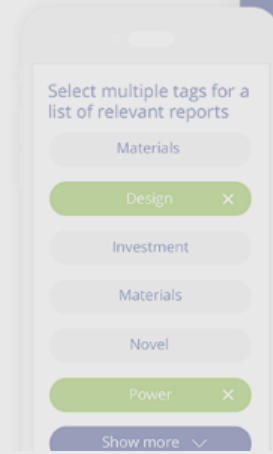 Select multiple tags for a
list of relevant reports
Materials
Design ×
Investment
Materials
Novel
Power ×
Show more